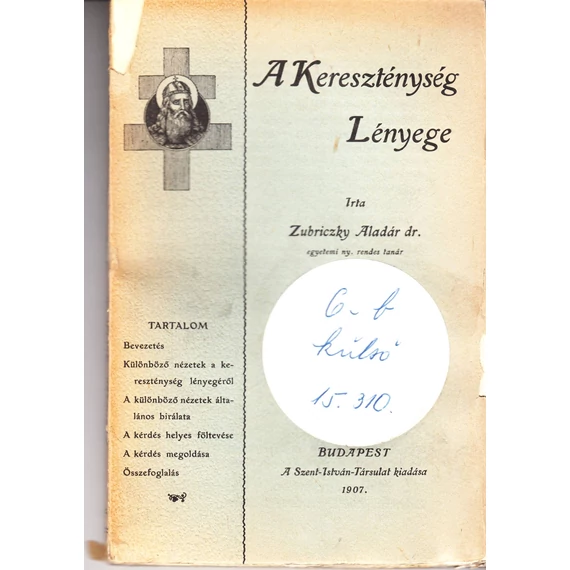 A Kereszténység
Lényege
Irta
Zubriczky Aladár dr.
egyetemi ny. rendes tanár
6-b
külső
15.310.
TARTALOM
Bevezetés
Különböző nézetek a ke-
reszténység lényegéről
A különböző nézetek álta-
lános birálata
A kérdés helyes föltevése
A kérdés megoldása
Összefoglalás
BUDAPEST
A Szent-István-Társulat kiadása
1907.